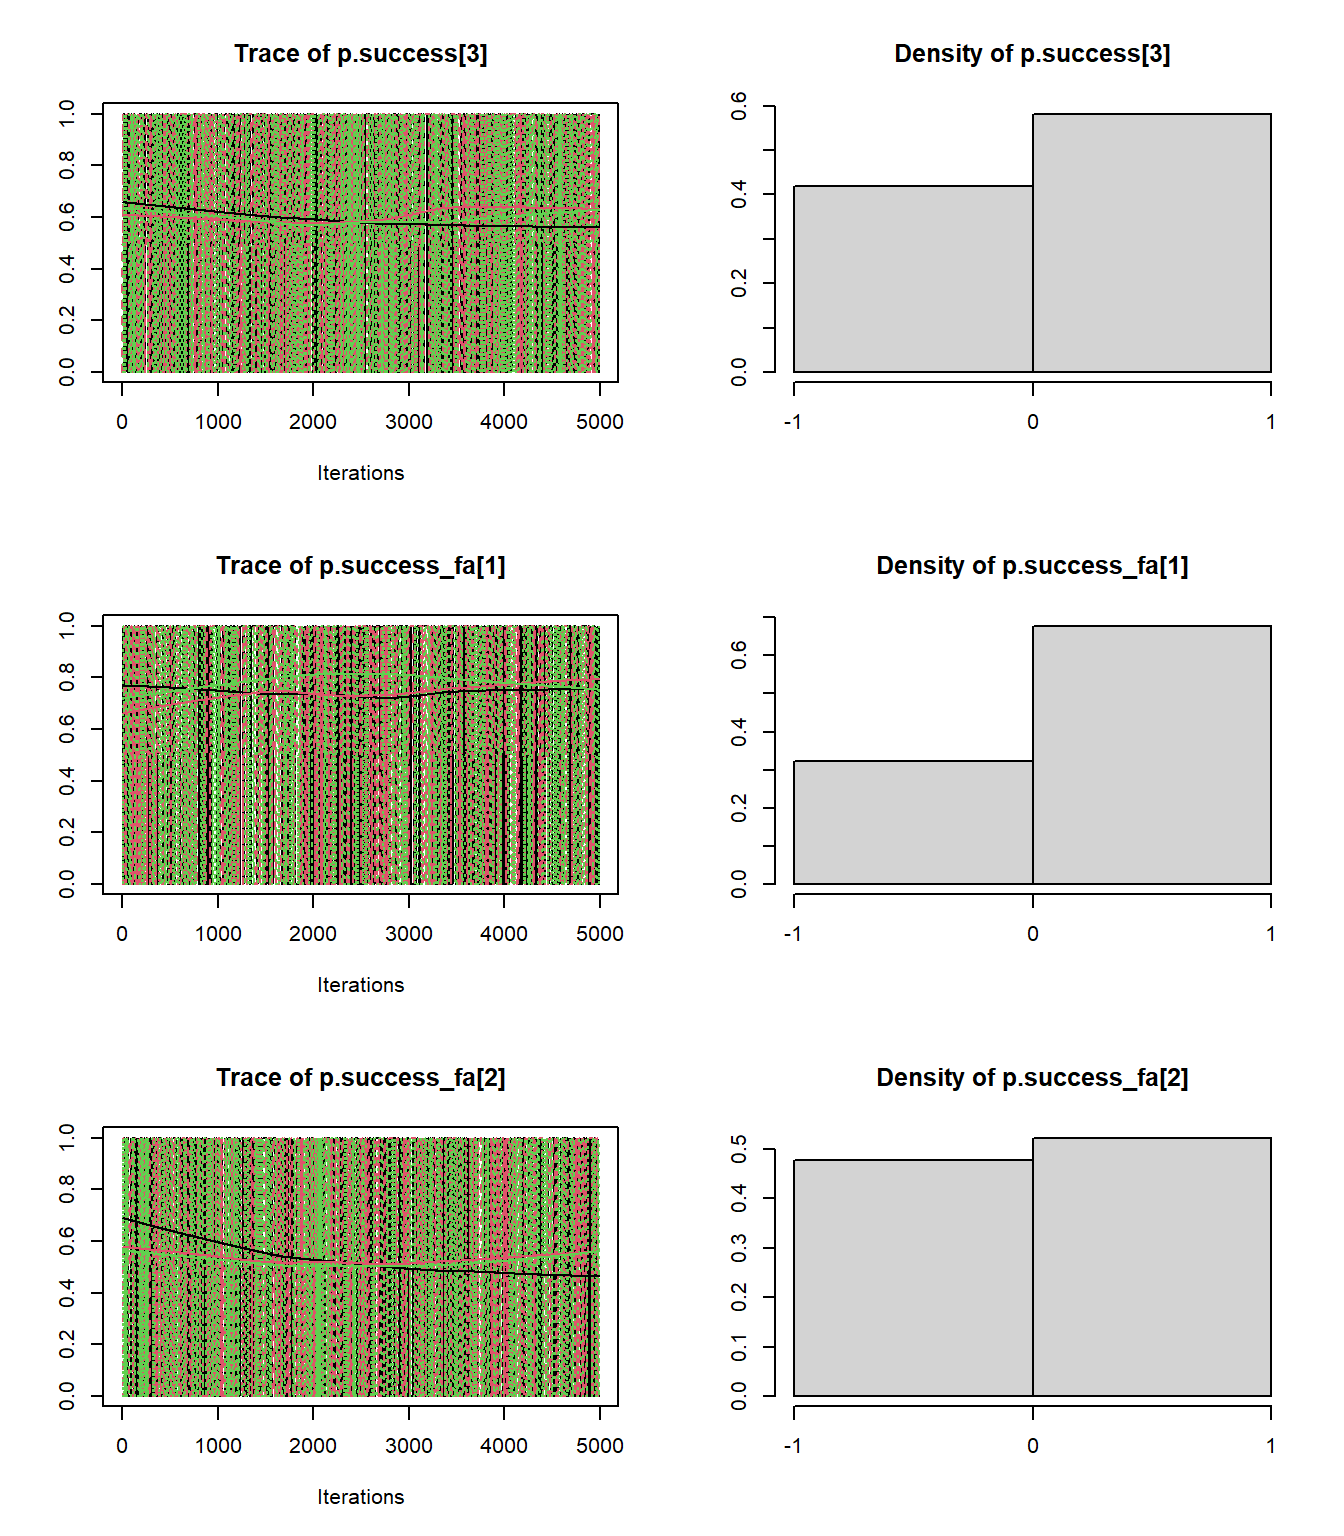 Trace of p.success[3]
1.0
0.8
0.6
0.4
0.2
0.0
0 1000 2000 3000 4000 5000
Iterations
Density of p.success[3]
0.6
0.4
0.2
0.0
-1 0 1
Trace of p.success_fa[1]
1.0
0.8
0.6
0.4
0.2
0.0
0 1000 2000 3000 4000 5000
Iterations
Density of p.success_fa[1]
0.6
0.4
0.2
0.0
-1 0 1
Trace of p.success_fa[2]
1.0
0.8
0.6
0.4
0.2
0.0
0 1000 2000 3000 4000 5000
Iterations
Density of p.success_fa[2]
0.5
0.4
0.3
0.2
0.1
0.0
-1 0 1